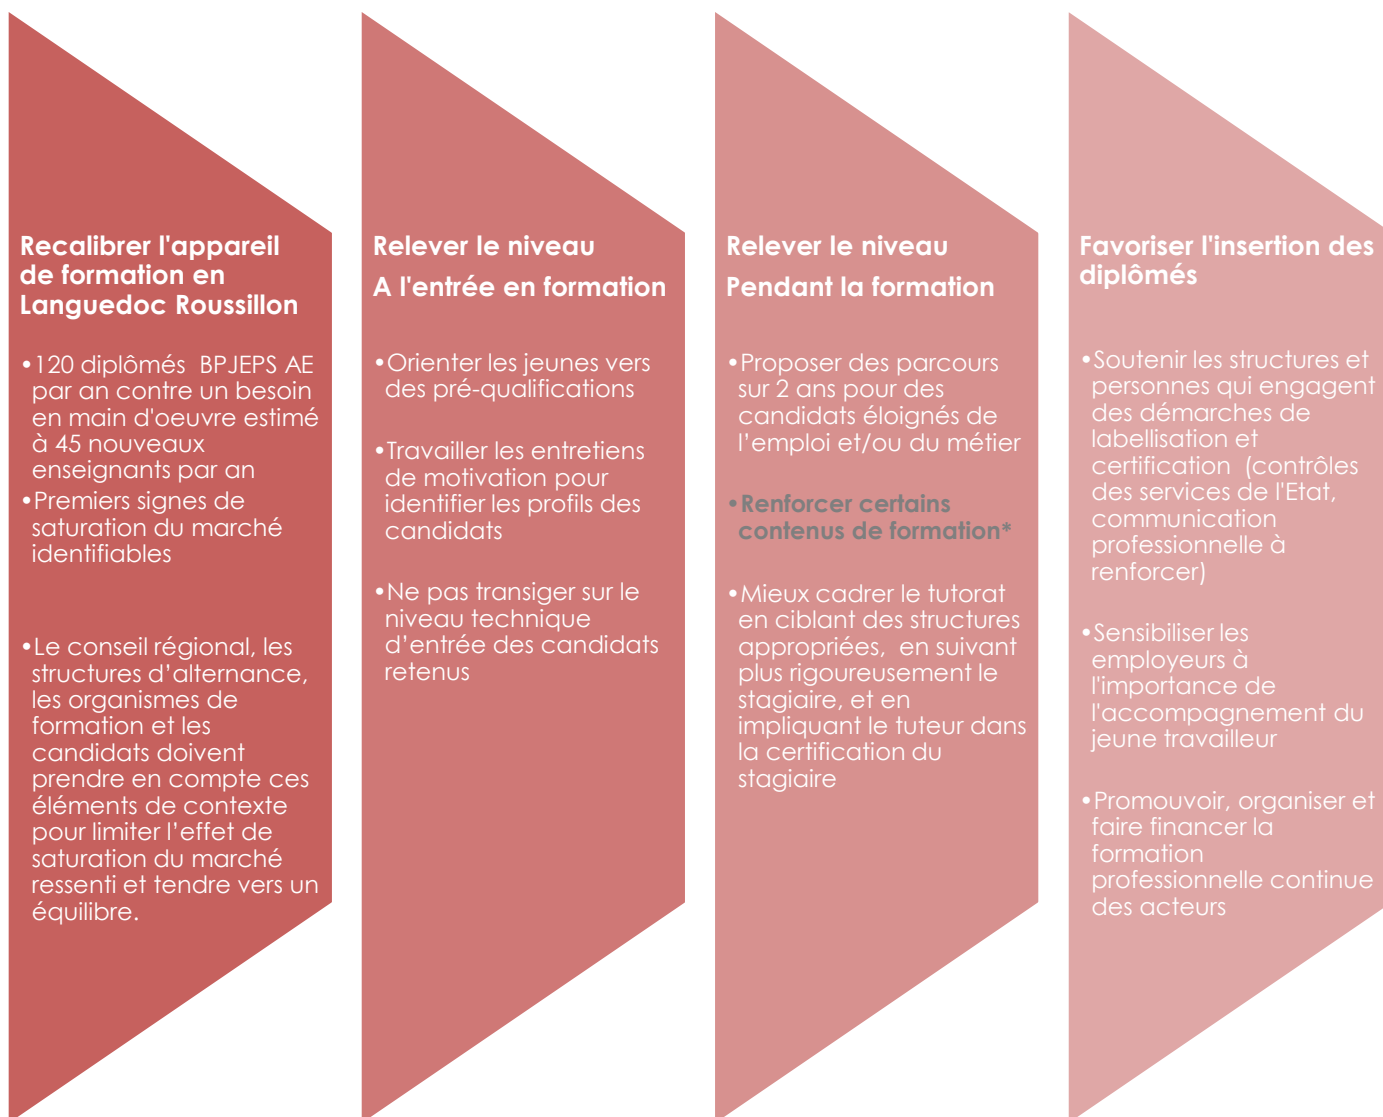 Recalibrer l'appareil
de formation en
Languedoc Roussillon
•120 diplômés  BPJEPS AE
par an contre un besoin
en main d'oeuvre estimé
à 45 nouveaux
enseignants par an
•Premiers signes de
saturation du marché
identifiables
•Le conseil régional, les
structures d’alternance,
les organismes de
formation et les
candidats doivent
prendre en compte ces
éléments de contexte
pour limiter l’effet de
saturation du marché
ressenti et tendre vers un
équilibre.
Relever le niveau
A l'entrée en formation
•Orienter les jeunes vers
des pré-qualifications
•Travailler les entretiens
de motivation pour
identifier les profils des
candidats
•Ne pas transiger sur le
niveau technique
d’entrée des candidats
retenus
Relever le niveau
Pendant la formation
•Proposer des parcours
sur 2 ans pour des
candidats éloignés de
l’emploi et/ou du métier
•Renforcer certains
contenus de formation*
•Mieux cadrer le tutorat
en ciblant des structures
appropriées,  en suivant
plus rigoureusement le
stagiaire, et en
impliquant le tuteur dans
la certification du
stagiaire
Favoriser l'insertion des
diplômés
•Soutenir les structures et
personnes qui engagent
des démarches de
labellisation et
certification  (contrôles
des services de l'Etat,
communication
professionnelle à
renforcer)
•Sensibiliser les
employeurs à
l'importance de
l'accompagnement du
jeune travailleur
•Promouvoir, organiser et
faire financer la
formation
professionnelle continue
des acteurs